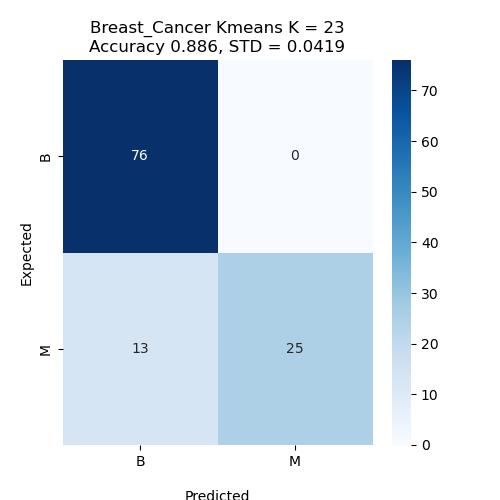 Breast_Cancer Kmeans K = 23
Accuracy 0.886, STD = 0.0419
B
76
0
Expected
M
13
25
B
M
Predicted
70
60
50
40
30
20
10
0